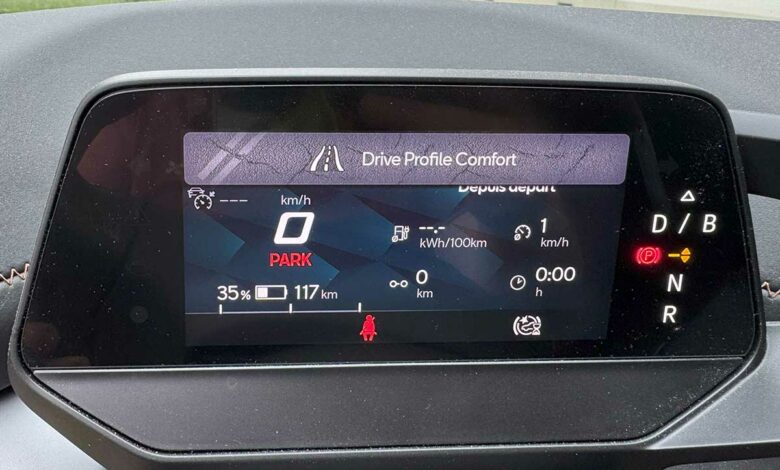 Drive Profile Comfort
Depuis départ
---
km/h
0
PARK
--.-
kWh/100km
1
km/h
35% 117 km
0
km
0:00
h
D / B
P
N
R